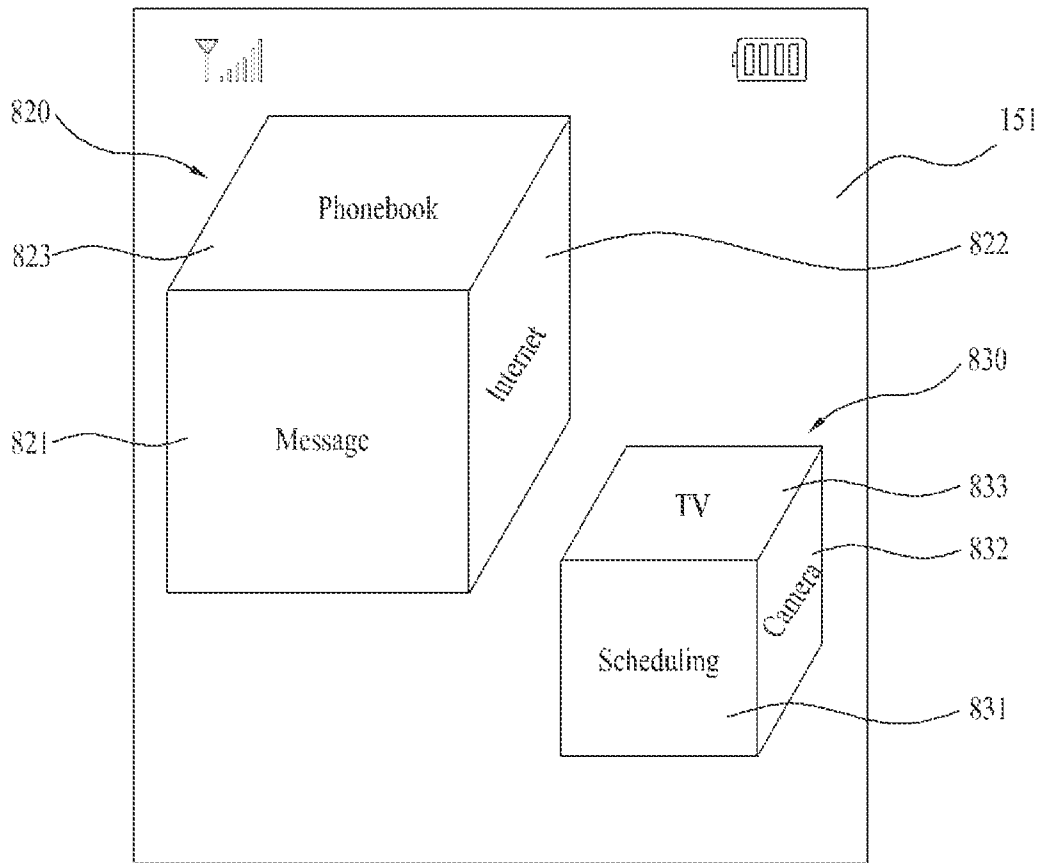 820
151
Phonebook
823
822
Internet
830
821
Message
833
TV
832
Camera
Scheduling
831